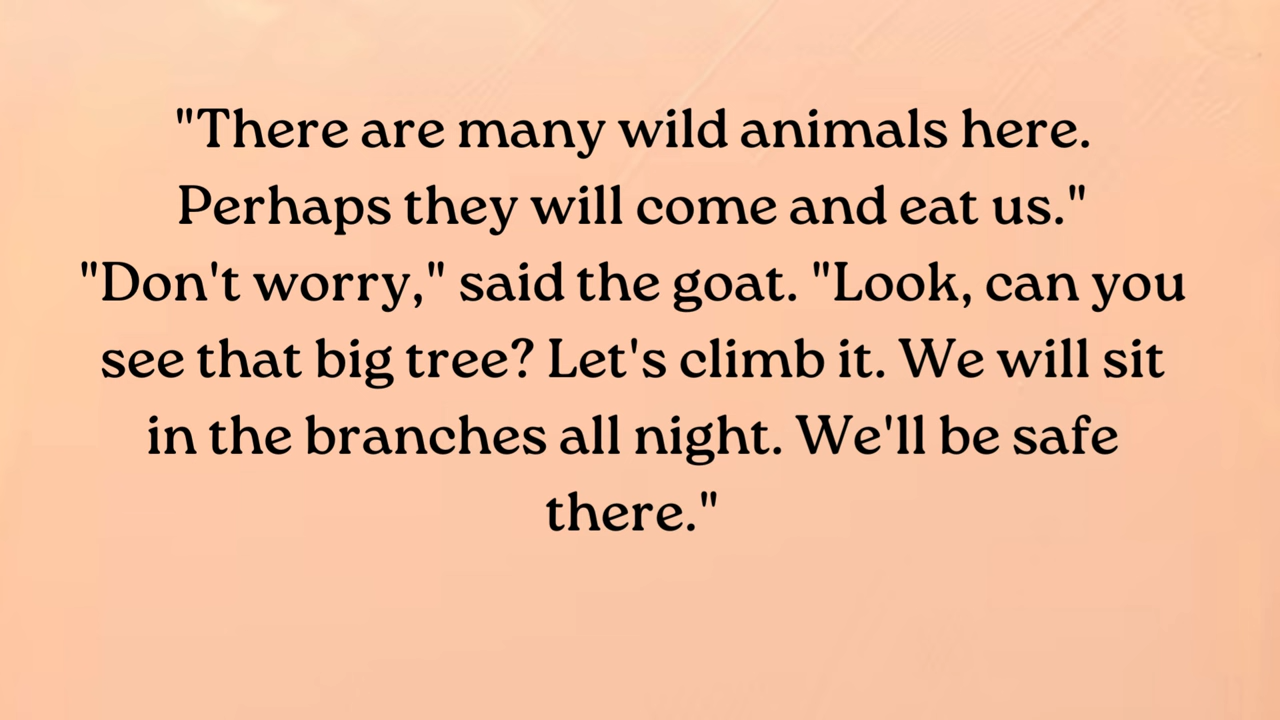 "There are many wild animals here.
Perhaps they will come and eat us."
"Don't worry," said the goat. "Look, can you
see that big tree? Let's climb it. We will sit
in the branches all night. We'll be safe
there."